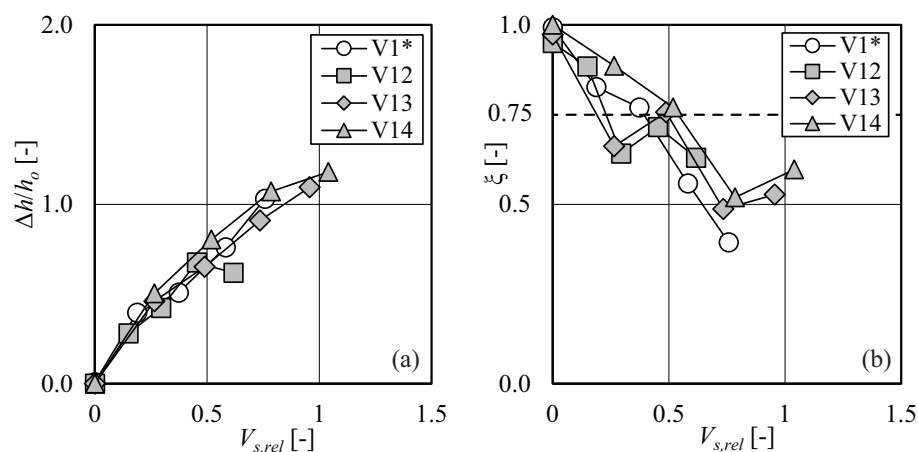 2.0
1.0
0.0
Δh/hₒ [-]
0
0.5
1
1.5
V_{s.rel} [-]
V1*
V12
V13
V14
(a)
1.0
0.75
0.5
0.0
ξ [-]
0
0.5
1
1.5
V_{s,rel} [-]
V1*
V12
V13
V14
(b)